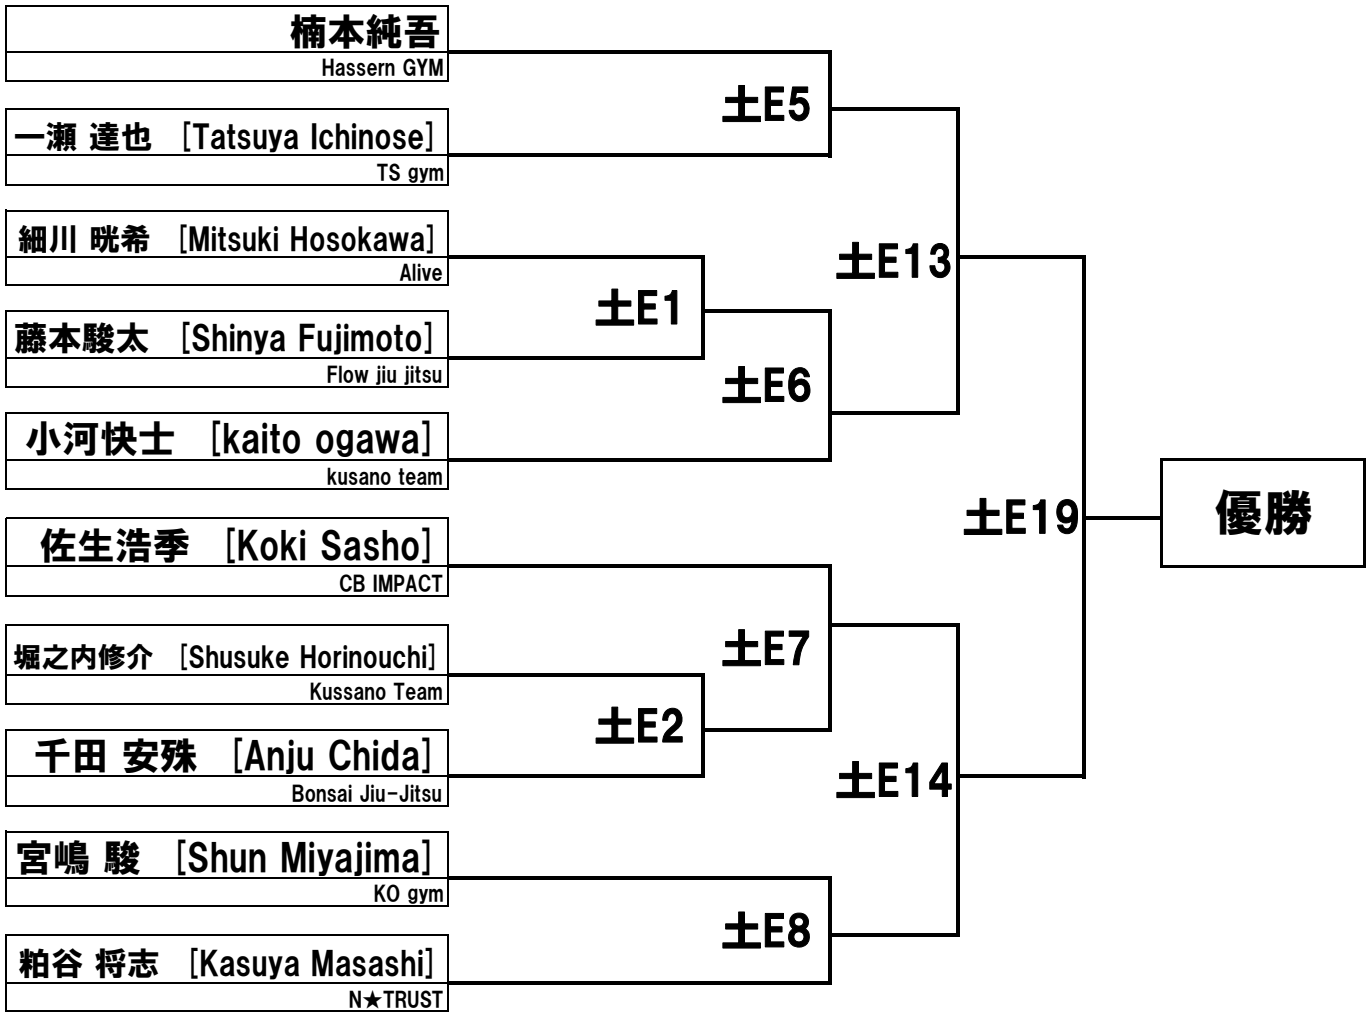 楠本純吾
Hassern GYM
一瀬 達也 [Tatsuya Ichinose]
TS gym
細川 晄希 [Mitsuki Hosokawa]
Alive
藤本駿太 [Shinya Fujimoto]
Flow jiu jitsu
小河快士 [kaito ogawa]
kusano team
佐生浩季 [Koki Sasho]
CB IMPACT
堀之内修介 [Shusuke Horinouchi]
Kussano Team
千田 安殊 [Anju Chida]
Bonsai Jiu-Jitsu
宮嶋 駿 [Shun Miyajima]
KO gym
粕谷 将志 [Kasuya Masashi]
N★TRUST
土E1
土E2
土E5
土E6
土E7
土E8
土E13
土E14
土E19
優勝